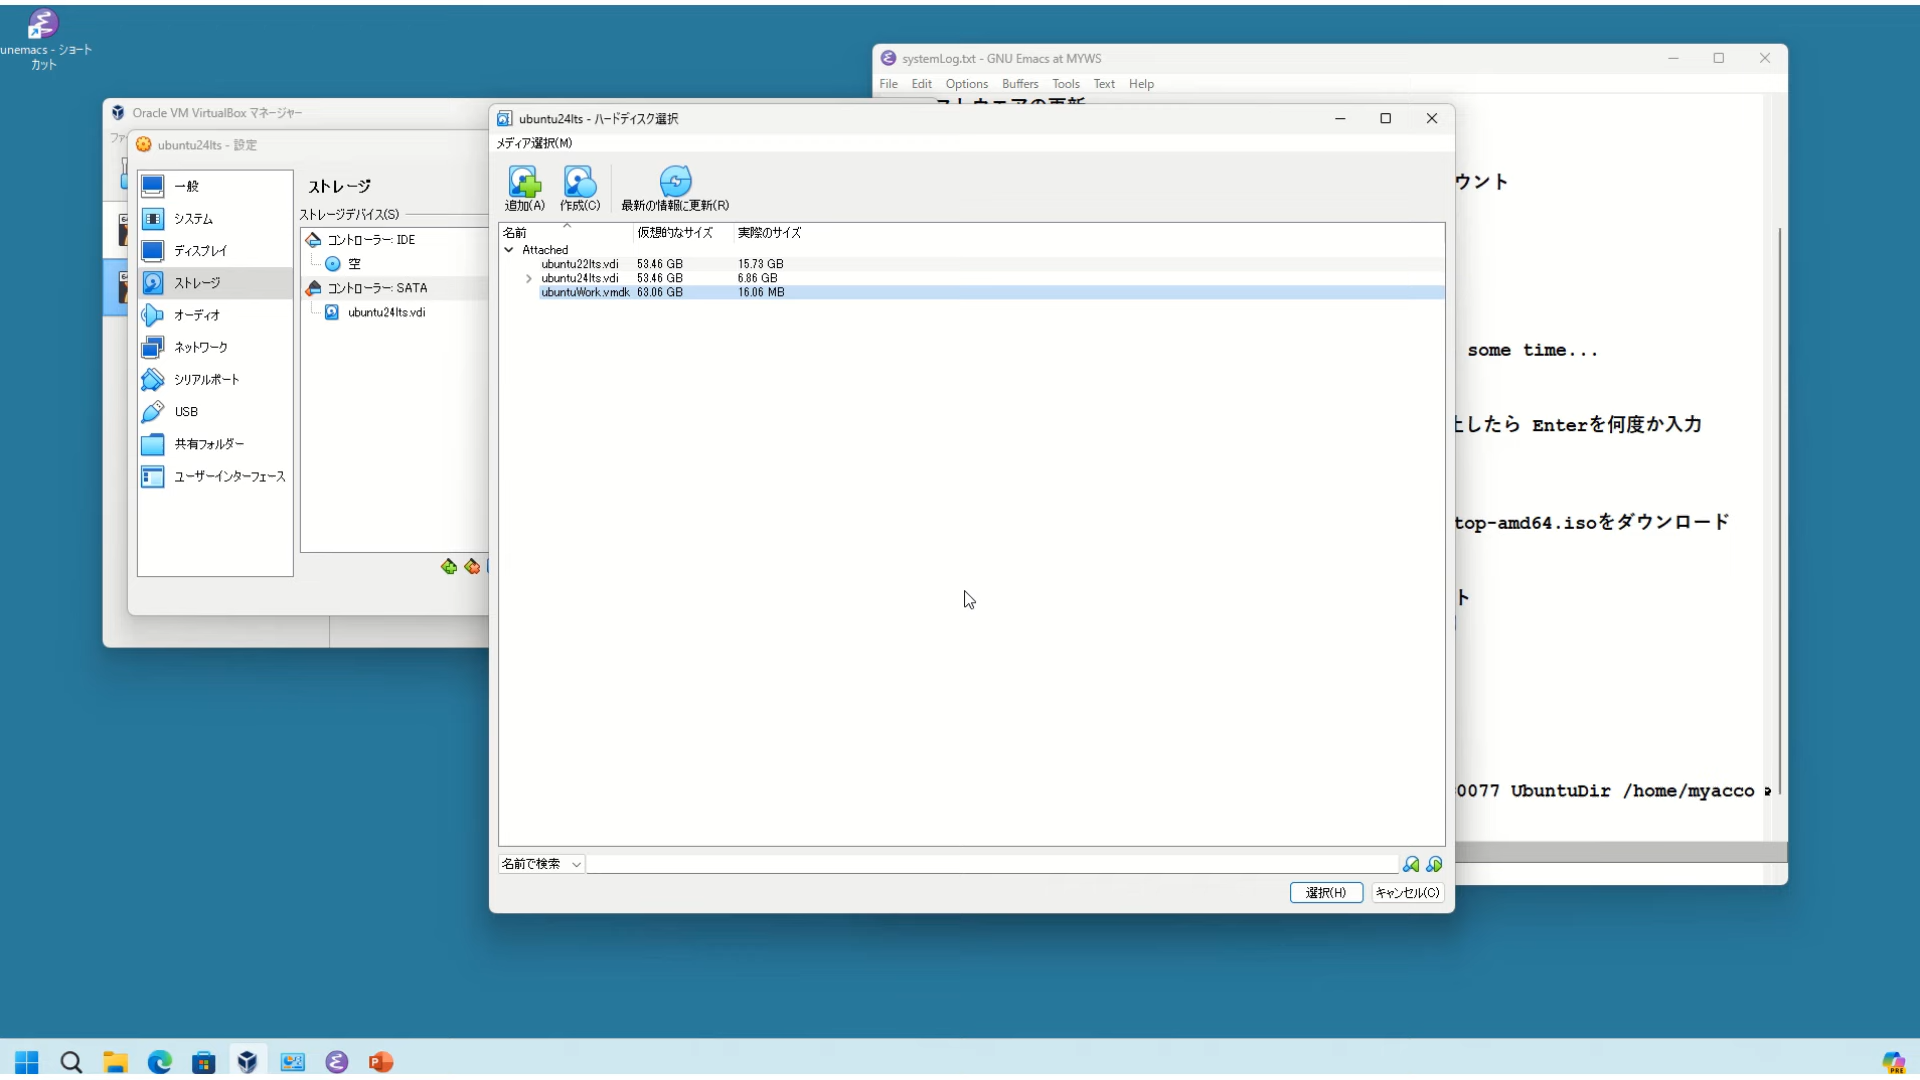 unemacs - ショート
カット
systemLog.txt - GNU Emacs at MYWS
File Edit Options Buffers Tools Text Help
ストウェアの更新
ウント
some time...
止したら Enterを何度か入力
top-amd64.isoをダウンロード
ト
0077 UbuntuDir /home/myacco
Oracle VM VirtualBox マネージャー
ubuntu24lts - 設定
一般
システム
ディスプレイ
ストレージ
オーディオ
ネットワーク
シリアルポート
USB
共有フォルダー
ユーザーインターフェース
ストレージ
ストレージデバイス(S)
コントローラー: IDE
空
コントローラー: SATA
ubuntu24lts.vdi
ubuntu24lts - ハードディスク選択
メディア選択(M)
追加(A) 作成(C) 最新の情報に更新(R)
名前 仮想的なサイズ 実際のサイズ
Attached
ubuntu22lts.vdi 53.46 GB 15.73 GB
ubuntu24lts.vdi 53.46 GB 6.86 GB
ubuntuWork.vmdk 63.06 GB 16.06 MB
名前で検索
選択(H) キャンセル(C)
PRE